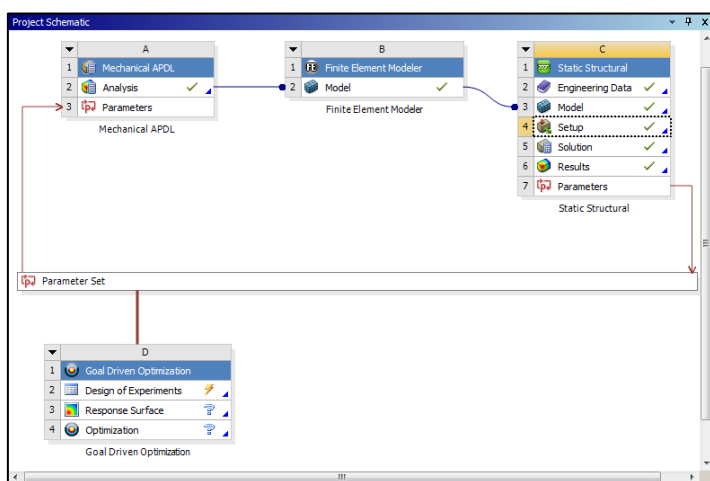 Project Schematic
A
1 Mechanical APDL
2 Analysis
3 Parameters
Mechanical APDL
B
1 FE Finite Element Modeler
2 Model
Finite Element Modeler
C
1 Static Structural
2 Engineering Data
3 Model
4 Setup
5 Solution
6 Results
7 Parameters
Static Structural
Parameter Set
D
1 Goal Driven Optimization
2 Design of Experiments
3 Response Surface
4 Optimization
Goal Driven Optimization